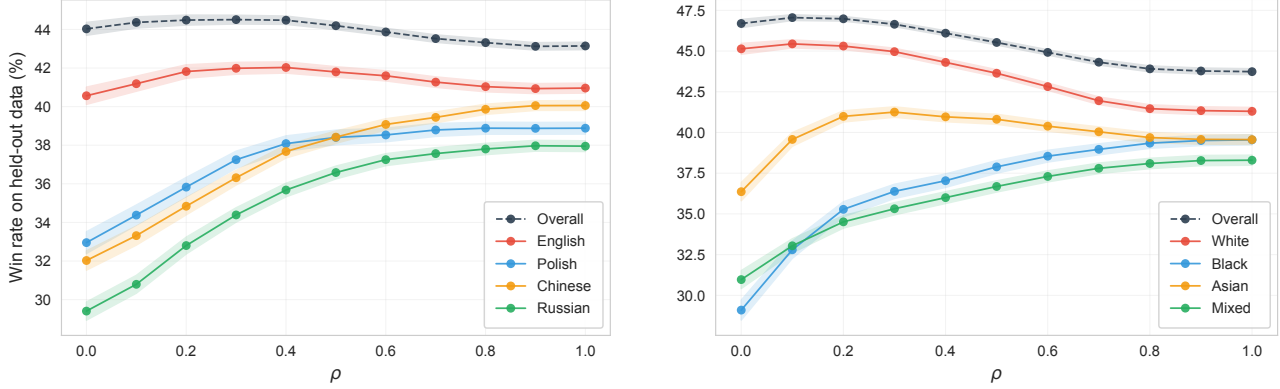 Win rate on held-out data (%)
44
42
40
38
36
34
32
30
0.0 0.2 0.4 0.6 0.8 1.0
ρ
Overall
English
Polish
Chinese
Russian
47.5
45.0
42.5
40.0
37.5
35.0
32.5
30.0
0.0 0.2 0.4 0.6 0.8 1.0
ρ
Overall
White
Black
Asian
Mixed